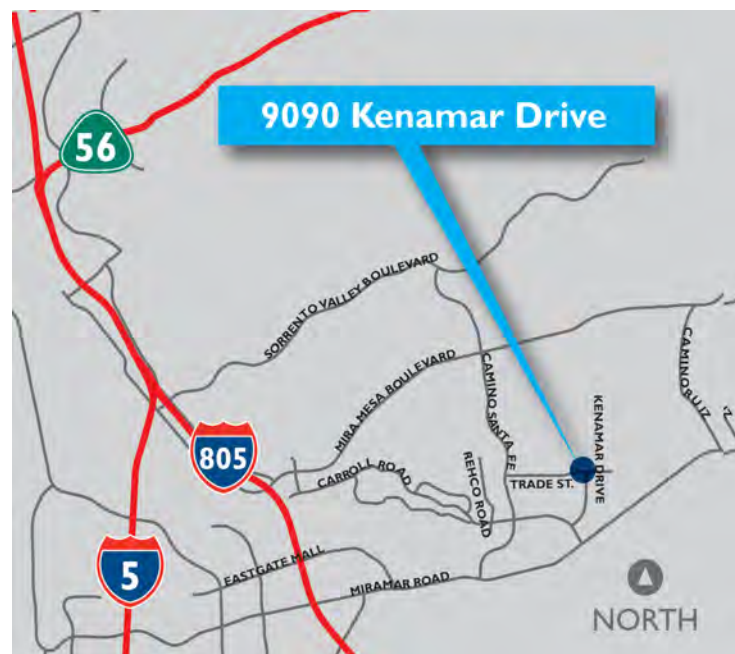 56
9090 Kenamar Drive
SORRENTO VALLEY BOULEVARD
MIRA MESA BOULEVARD
CAMINO SANTA FE
CAMINO RUIZ
KENAMAR DRIVE
805
CARROLL ROAD
REHCO ROAD
TRADE ST.
5
EASTGATE MALL
MIRAMAR ROAD
NORTH